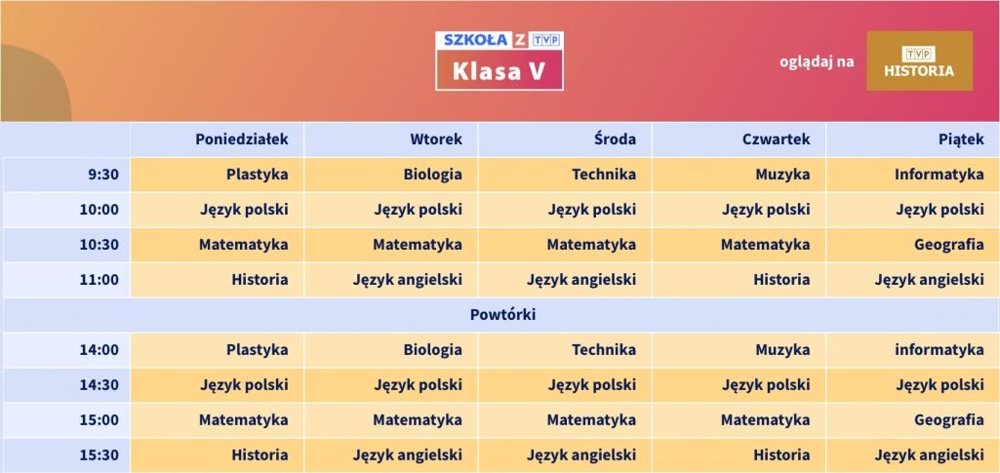 SZKOŁA Z TVP
Klasa V
oglądaj na
TVP
HISTORIA
Poniedziałek Wtorek Środa Czwartek Piątek
9:30 Plastyka Biologia Technika Muzyka Informatyka
10:00 Język polski Język polski Język polski Język polski Język polski
10:30 Matematyka Matematyka Matematyka Matematyka Geografia
11:00 Historia Język angielski Język angielski Historia Język angielski
Powtórki
14:00 Plastyka Biologia Technika Muzyka informatyka
14:30 Język polski Język polski Język polski Język polski Język polski
15:00 Matematyka Matematyka Matematyka Matematyka Geografia
15:30 Historia Język angielski Język angielski Historia Język angielski